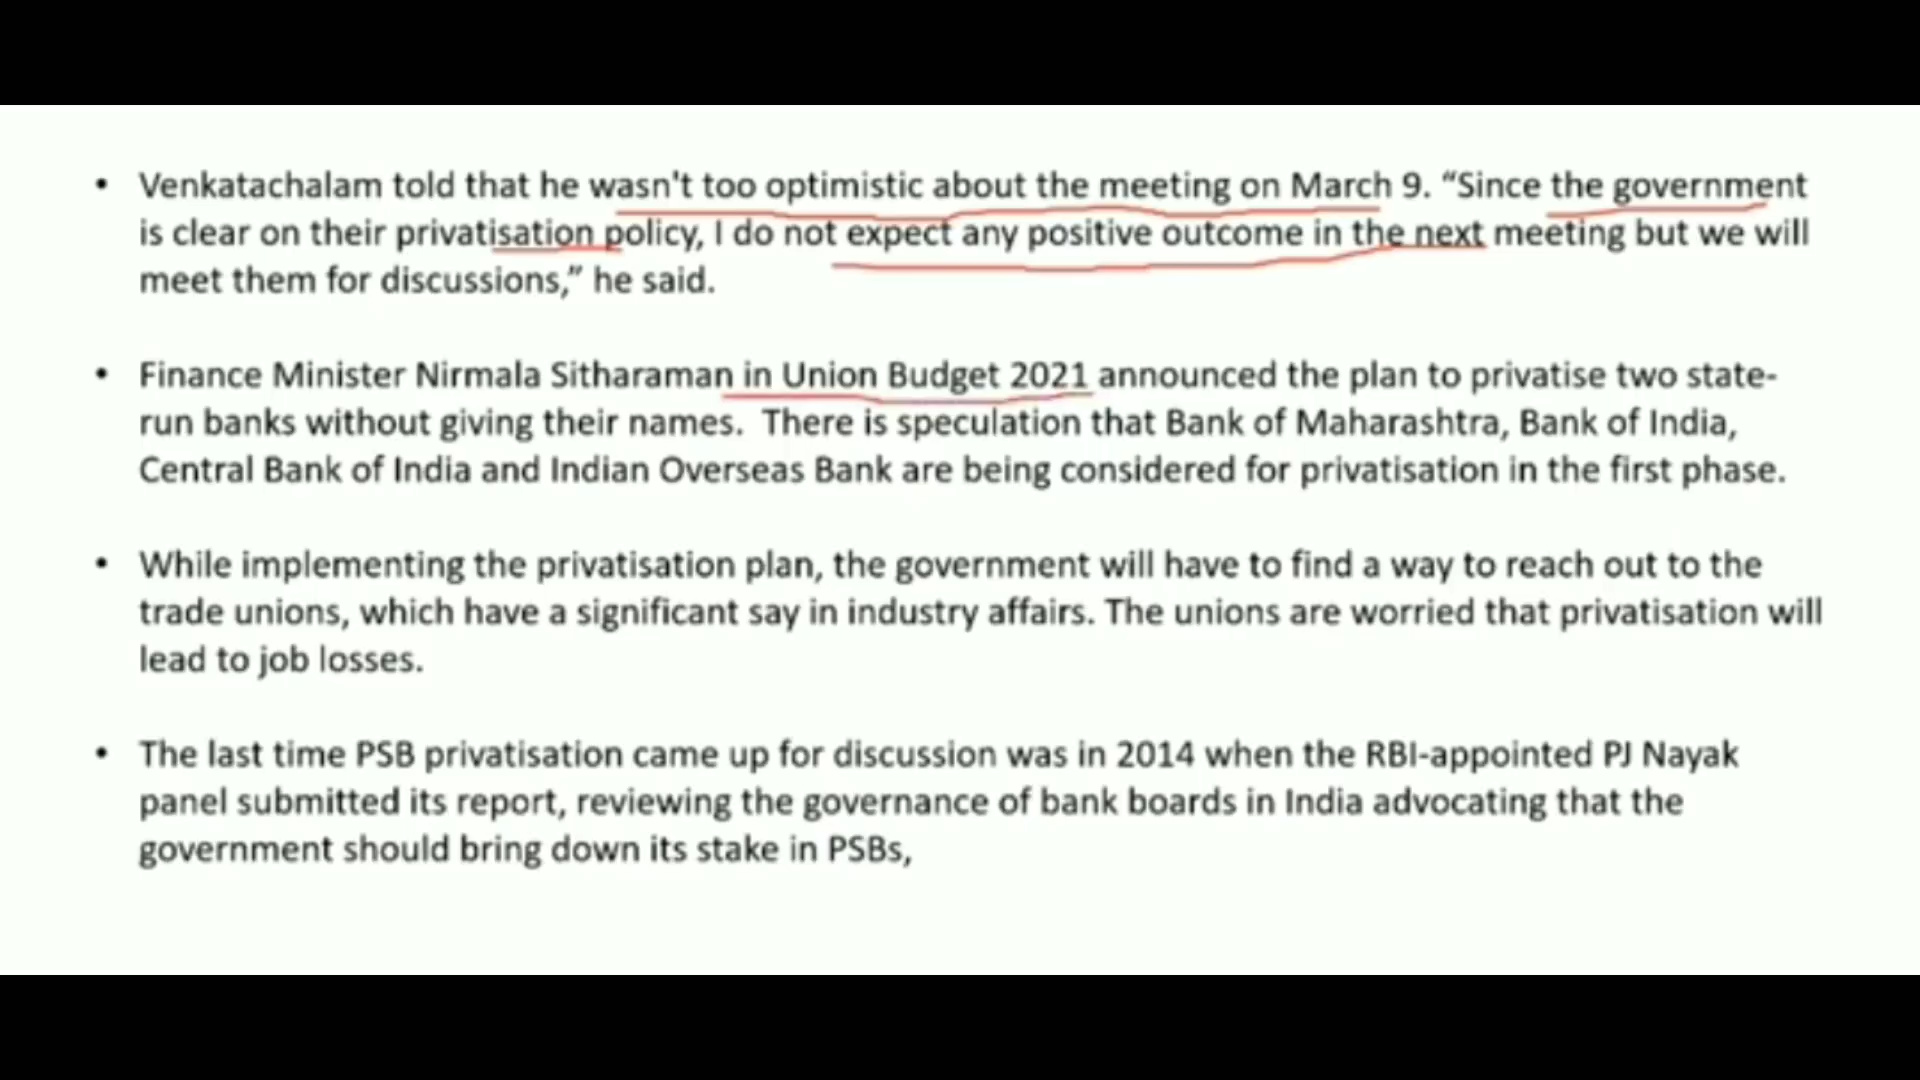 • Venkatachalam told that he wasn't too optimistic about the meeting on March 9. “Since the government
is clear on their privatisation policy, I do not expect any positive outcome in the next meeting but we will
meet them for discussions,” he said.
• Finance Minister Nirmala Sitharaman in Union Budget 2021 announced the plan to privatise two state-
run banks without giving their names.  There is speculation that Bank of Maharashtra, Bank of India,
Central Bank of India and Indian Overseas Bank are being considered for privatisation in the first phase.
• While implementing the privatisation plan, the government will have to find a way to reach out to the
trade unions, which have a significant say in industry affairs. The unions are worried that privatisation will
lead to job losses.
• The last time PSB privatisation came up for discussion was in 2014 when the RBI-appointed PJ Nayak
panel submitted its report, reviewing the governance of bank boards in India advocating that the
government should bring down its stake in PSBs,